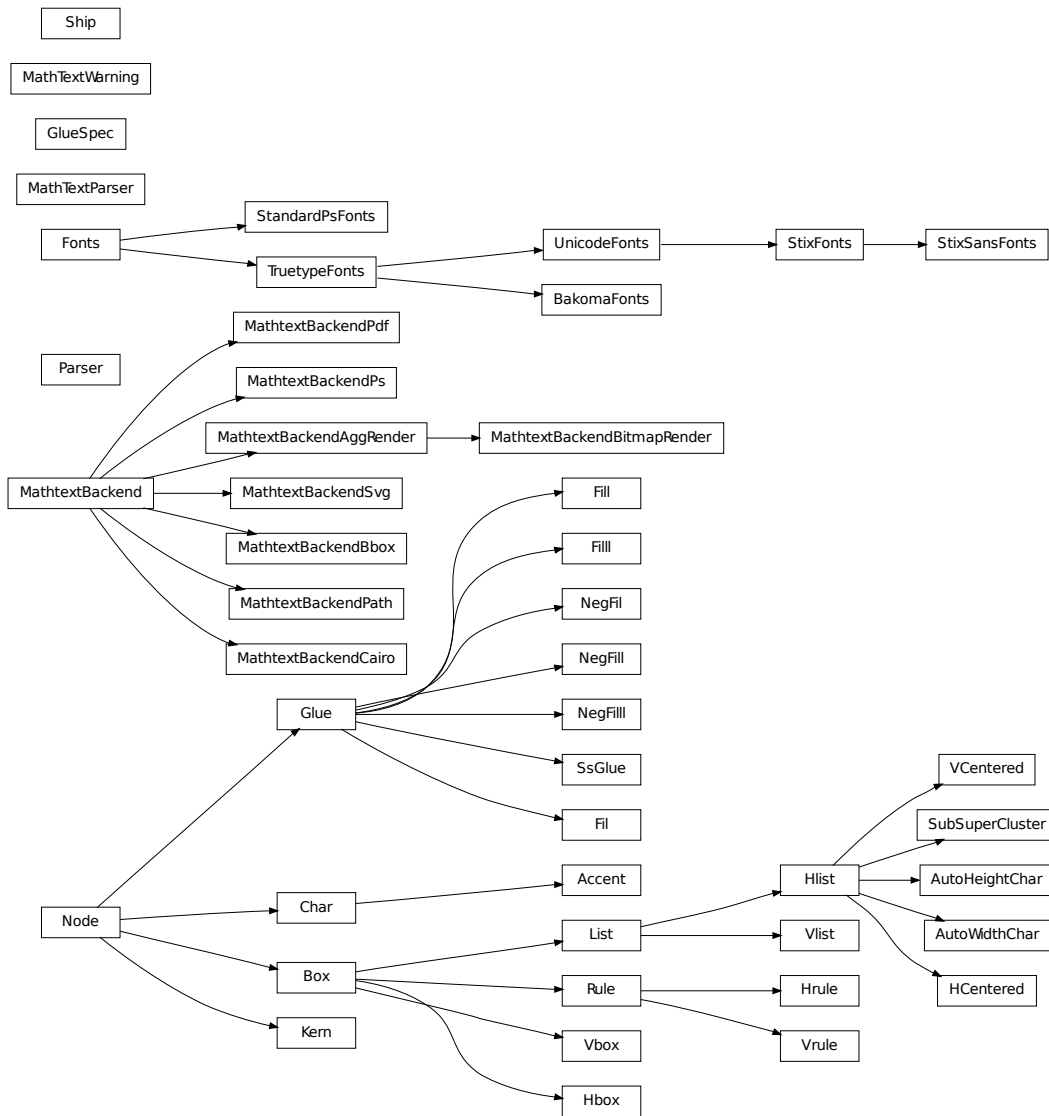 Ship
MathTextWarning
GlueSpec
MathTextParser
StandardPsFonts
Fonts
UnicodeFonts
StixFonts
StixSansFonts
TruetypeFonts
BakomaFonts
MathtextBackendPdf
Parser
MathtextBackendPs
MathtextBackendAggRender
MathtextBackendBitmapRender
MathtextBackend
MathtextBackendSvg
Fill
MathtextBackendBbox
Filll
MathtextBackendPath
NegFil
MathtextBackendCairo
NegFill
Glue
NegFilll
SsGlue
VCentered
Fil
SubSuperCluster
Accent
Hlist
AutoHeightChar
Char
Node
List
Vlist
AutoWidthChar
Box
Rule
Hrule
HCentered
Kern
Vbox
Vrule
Hbox